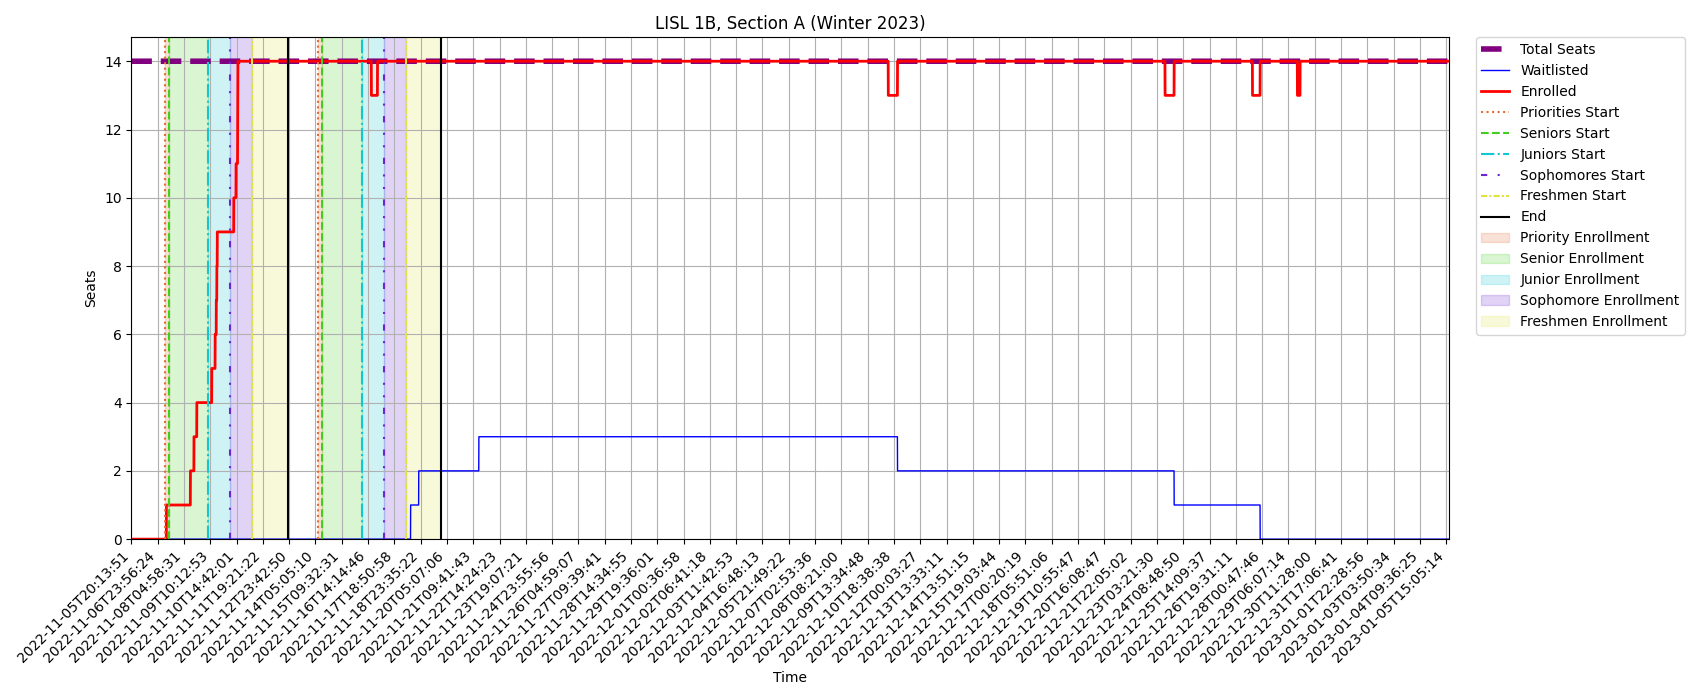 LISL 1B, Section A (Winter 2023)
Total Seats
Waitlisted
Enrolled
Priorities Start
Seniors Start
Juniors Start
Sophomores Start
Freshmen Start
End
Priority Enrollment
Senior Enrollment
Junior Enrollment
Sophomore Enrollment
Freshmen Enrollment
Seats
14
12
10
8
6
4
2
0
2022-11-05T20:13:51
2022-11-06T23:56:24
2022-11-08T04:58:31
2022-11-09T10:12:53
2022-11-10T14:42:01
2022-11-11T19:21:22
2022-11-12T23:42:50
2022-11-14T05:05:10
2022-11-15T09:32:31
2022-11-16T14:14:46
2022-11-17T18:50:58
2022-11-18T23:35:22
2022-11-20T05:07:06
2022-11-21T09:41:43
2022-11-22T14:24:23
2022-11-23T19:07:21
2022-11-24T23:55:56
2022-11-26T04:59:07
2022-11-27T09:39:41
2022-11-28T14:34:55
2022-11-29T19:36:01
2022-12-01T00:36:58
2022-12-02T06:41:18
2022-12-03T11:42:53
2022-12-04T16:48:13
2022-12-05T21:49:22
2022-12-07T02:53:36
2022-12-08T08:21:00
2022-12-09T13:34:48
2022-12-10T18:38:38
2022-12-12T00:03:27
2022-12-13T13:33:11
2022-12-14T13:51:15
2022-12-15T19:03:44
2022-12-17T00:20:19
2022-12-18T05:51:06
2022-12-19T10:55:47
2022-12-20T16:08:47
2022-12-21T22:05:02
2022-12-23T03:21:30
2022-12-24T08:48:50
2022-12-25T14:09:37
2022-12-26T19:31:11
2022-12-28T00:47:46
2022-12-29T06:07:14
2022-12-30T11:28:00
2022-12-31T17:06:41
2023-01-01T22:28:56
2023-01-03T03:50:34
2023-01-04T09:36:25
2023-01-05T15:05:14
Time